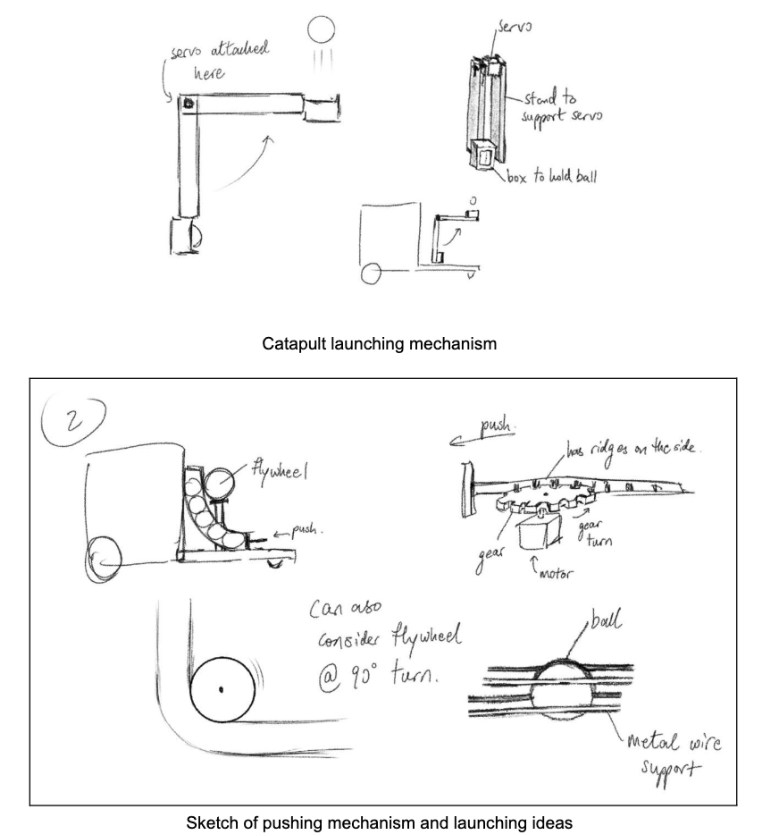 servo attached
here
servo
stand to
support servo
box to hold ball
Catapult launching mechanism
2
flywheel
push.
push.
has ridges on the side.
gear
gear
turn
motor
Can also
consider flywheel
@ 90° turn.
ball
metal wire
support
Sketch of pushing mechanism and launching ideas